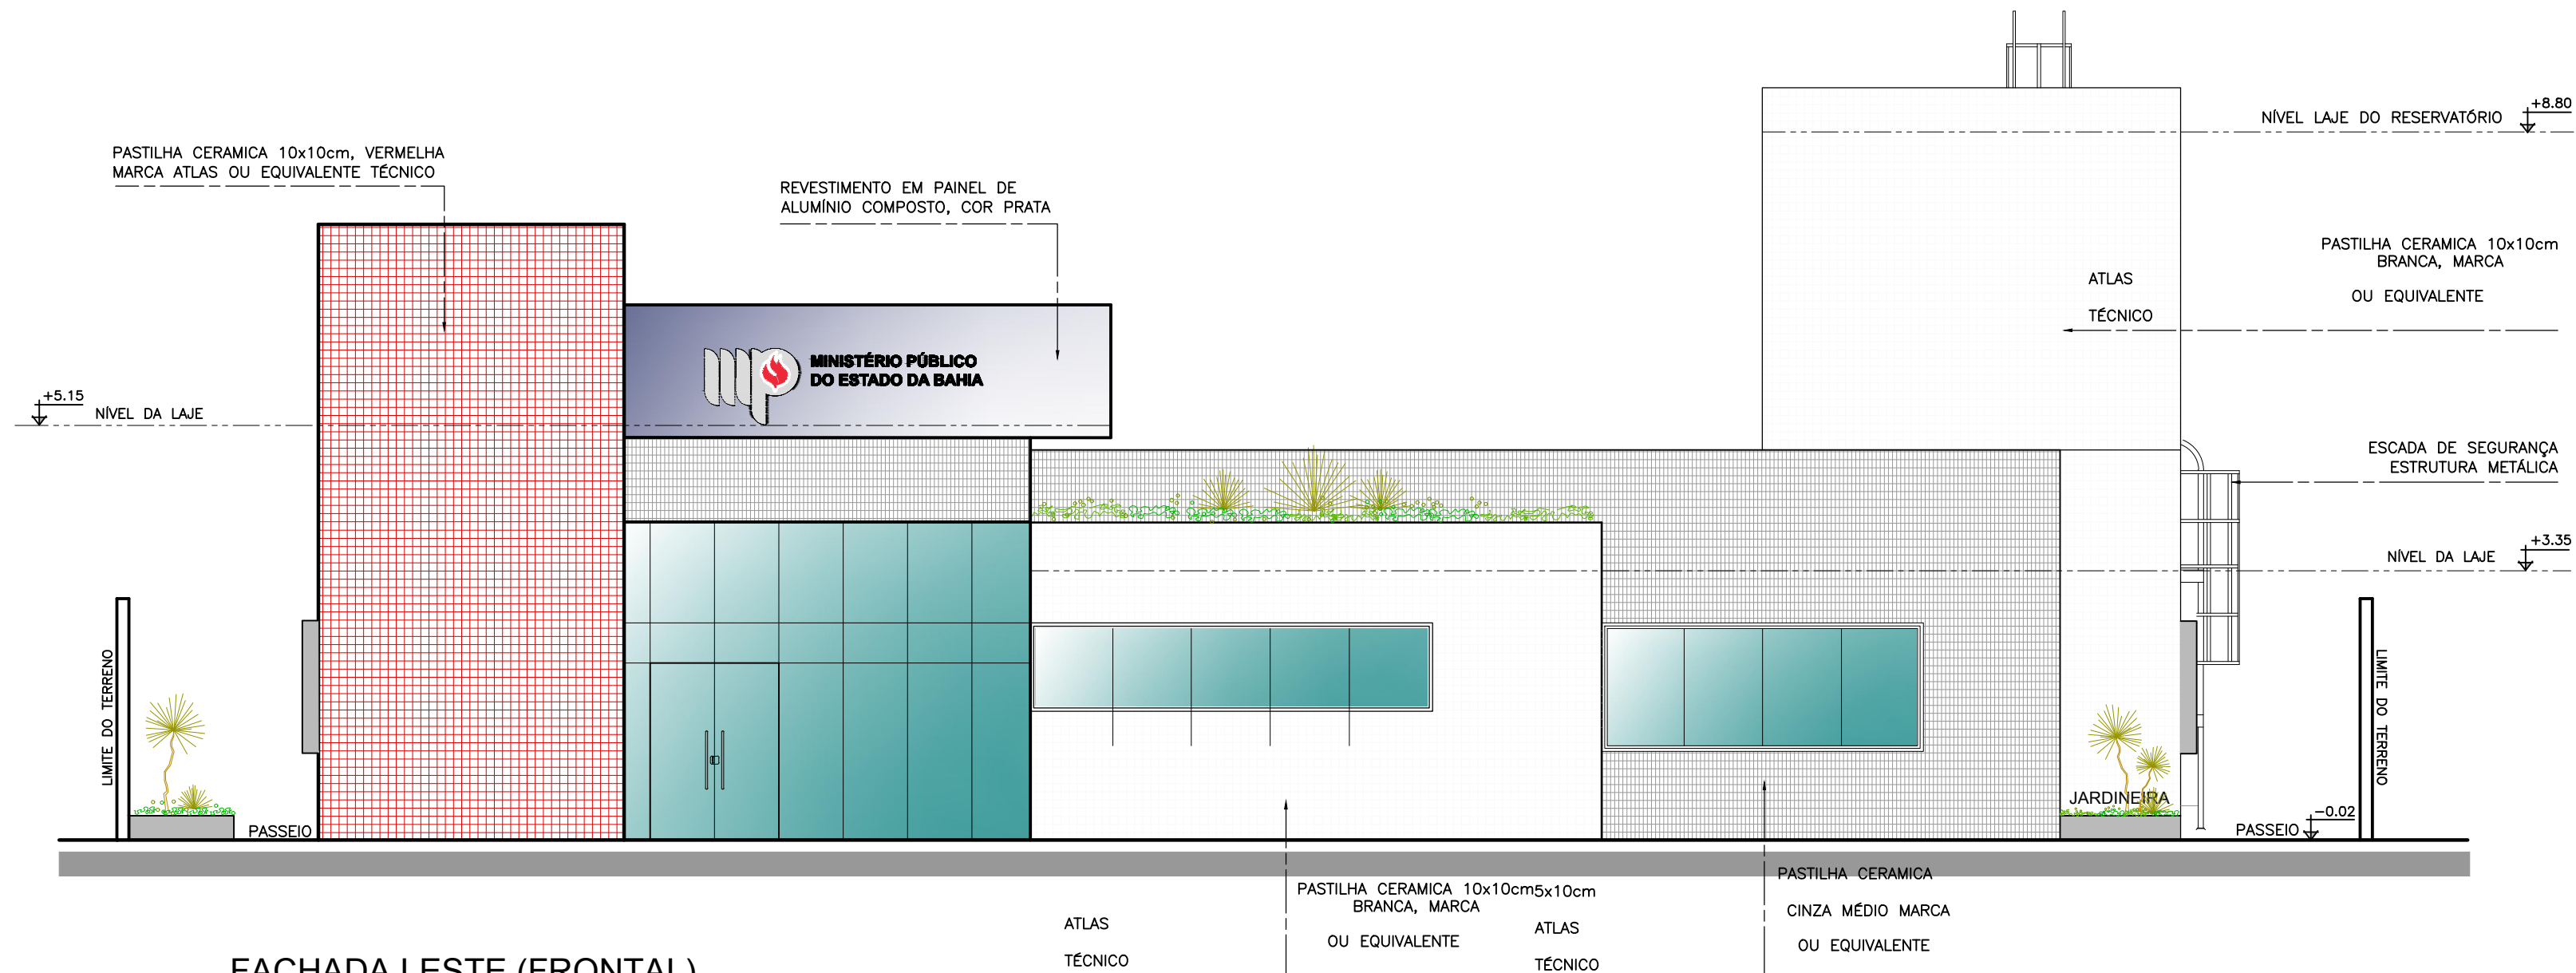 +8.80
NÍVEL LAJE DO RESERVATÓRIO
PASTILHA CERAMICA 10x10cm, VERMELHA
MARCA ATLAS OU EQUIVALENTE TÉCNICO
REVESTIMENTO EM PAINEL DE
ALUMÍNIO COMPOSTO, COR PRATA
PASTILHA CERAMICA 10x10cm
BRANCA, MARCA
ATLAS
OU EQUIVALENTE
TÉCNICO
mp
MINISTÉRIO PÚBLICO
DO ESTADO DA BAHIA
+5.15
NÍVEL DA LAJE
ESCADA DE SEGURANÇA
ESTRUTURA METÁLICA
+3.35
NÍVEL DA LAJE
LIMITE DO TERRENO
LIMITE DO TERRENO
JARDINEIRA
PASSEIO
PASSEIO
-0.02
PASTILHA CERAMICA 10x10cm
BRANCA, MARCA
ATLAS
OU EQUIVALENTE
TÉCNICO
PASTILHA CERAMICA
5x10cm
CINZA MÉDIO MARCA
ATLAS
OU EQUIVALENTE
TÉCNICO
FACHADA LESTE (FRONTAL)